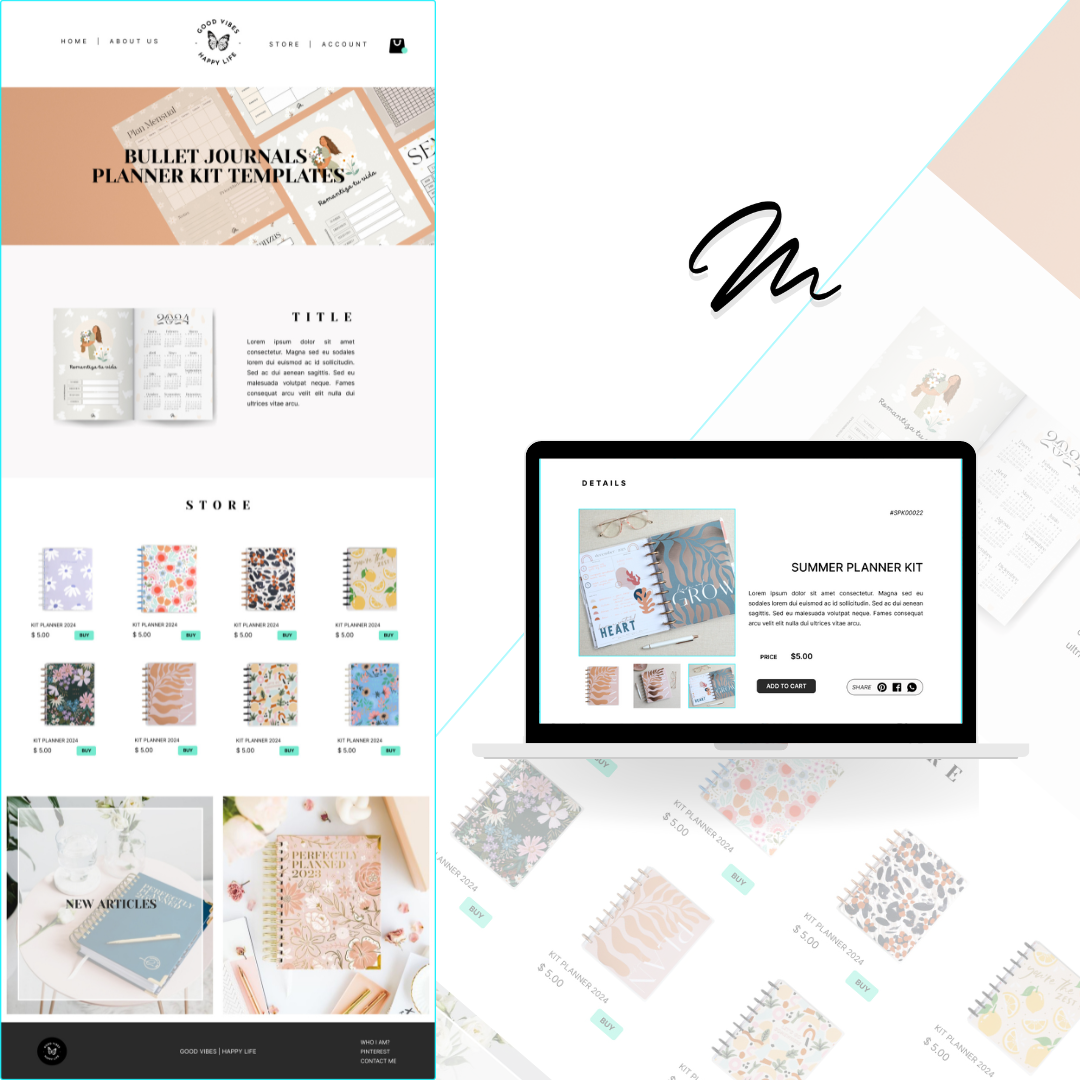 HOME | ABOUT US
GOOD VIBES
HAPPY LIFE
STORE | ACCOUNT
Plan Mensual
BULLET JOURNALS
PLANNER KIT TEMPLATES
Romantiza tu vida
TITLE
Lorem ipsum dolor sit amet
consectetur. Magna sed eu sodales
lorem dui euismod ac id sollicitudin.
Sed ac dui aenean sagittis. Sed eu
malesuada volutpat neque. Fames
consequat arcu velit elit nulla dui
ultrices vitae arcu.
Romantiza tu vida
2024
STORE
KIT PLANNER 2024
$ 5.00 BUY
KIT PLANNER 2024
$ 5.00 BUY
KIT PLANNER 2024
$ 5.00 BUY
KIT PLANNER 2024
$ 5.00 BUY
KIT PLANNER 2024
$ 5.00 BUY
KIT PLANNER 2024
$ 5.00 BUY
KIT PLANNER 2024
$ 5.00 BUY
KIT PLANNER 2024
$ 5.00 BUY
PERFECTLY
PLANNED
NEW ARTICLES
PERFECTLY
PLANNED
2023
GOOD VIBES | HAPPY LIFE
WHO I AM?
PINTEREST
CONTACT ME
m
DETAILS
#SPK00022
SUMMER PLANNER KIT
Lorem ipsum dolor sit amet consectetur. Magna sed eu
sodales lorem dui euismod ac id sollicitudin. Sed ac dui aenean
sagittis. Sed eu malesuada volutpat neque. Fames consequat
arcu velit elit nulla dui ultrices vitae arcu.
PRICE $5.00
ADD TO CART
SHARE
GROW
HEART
Romantiza tu
BUY
KIT PLANNER 2024
$ 5.00
BUY
KIT PLANNER 2024
$ 5.00
BUY
KIT PLANNER 2024
$ 5.00
BUY
KIT PLANNER 2024
$ 5.00